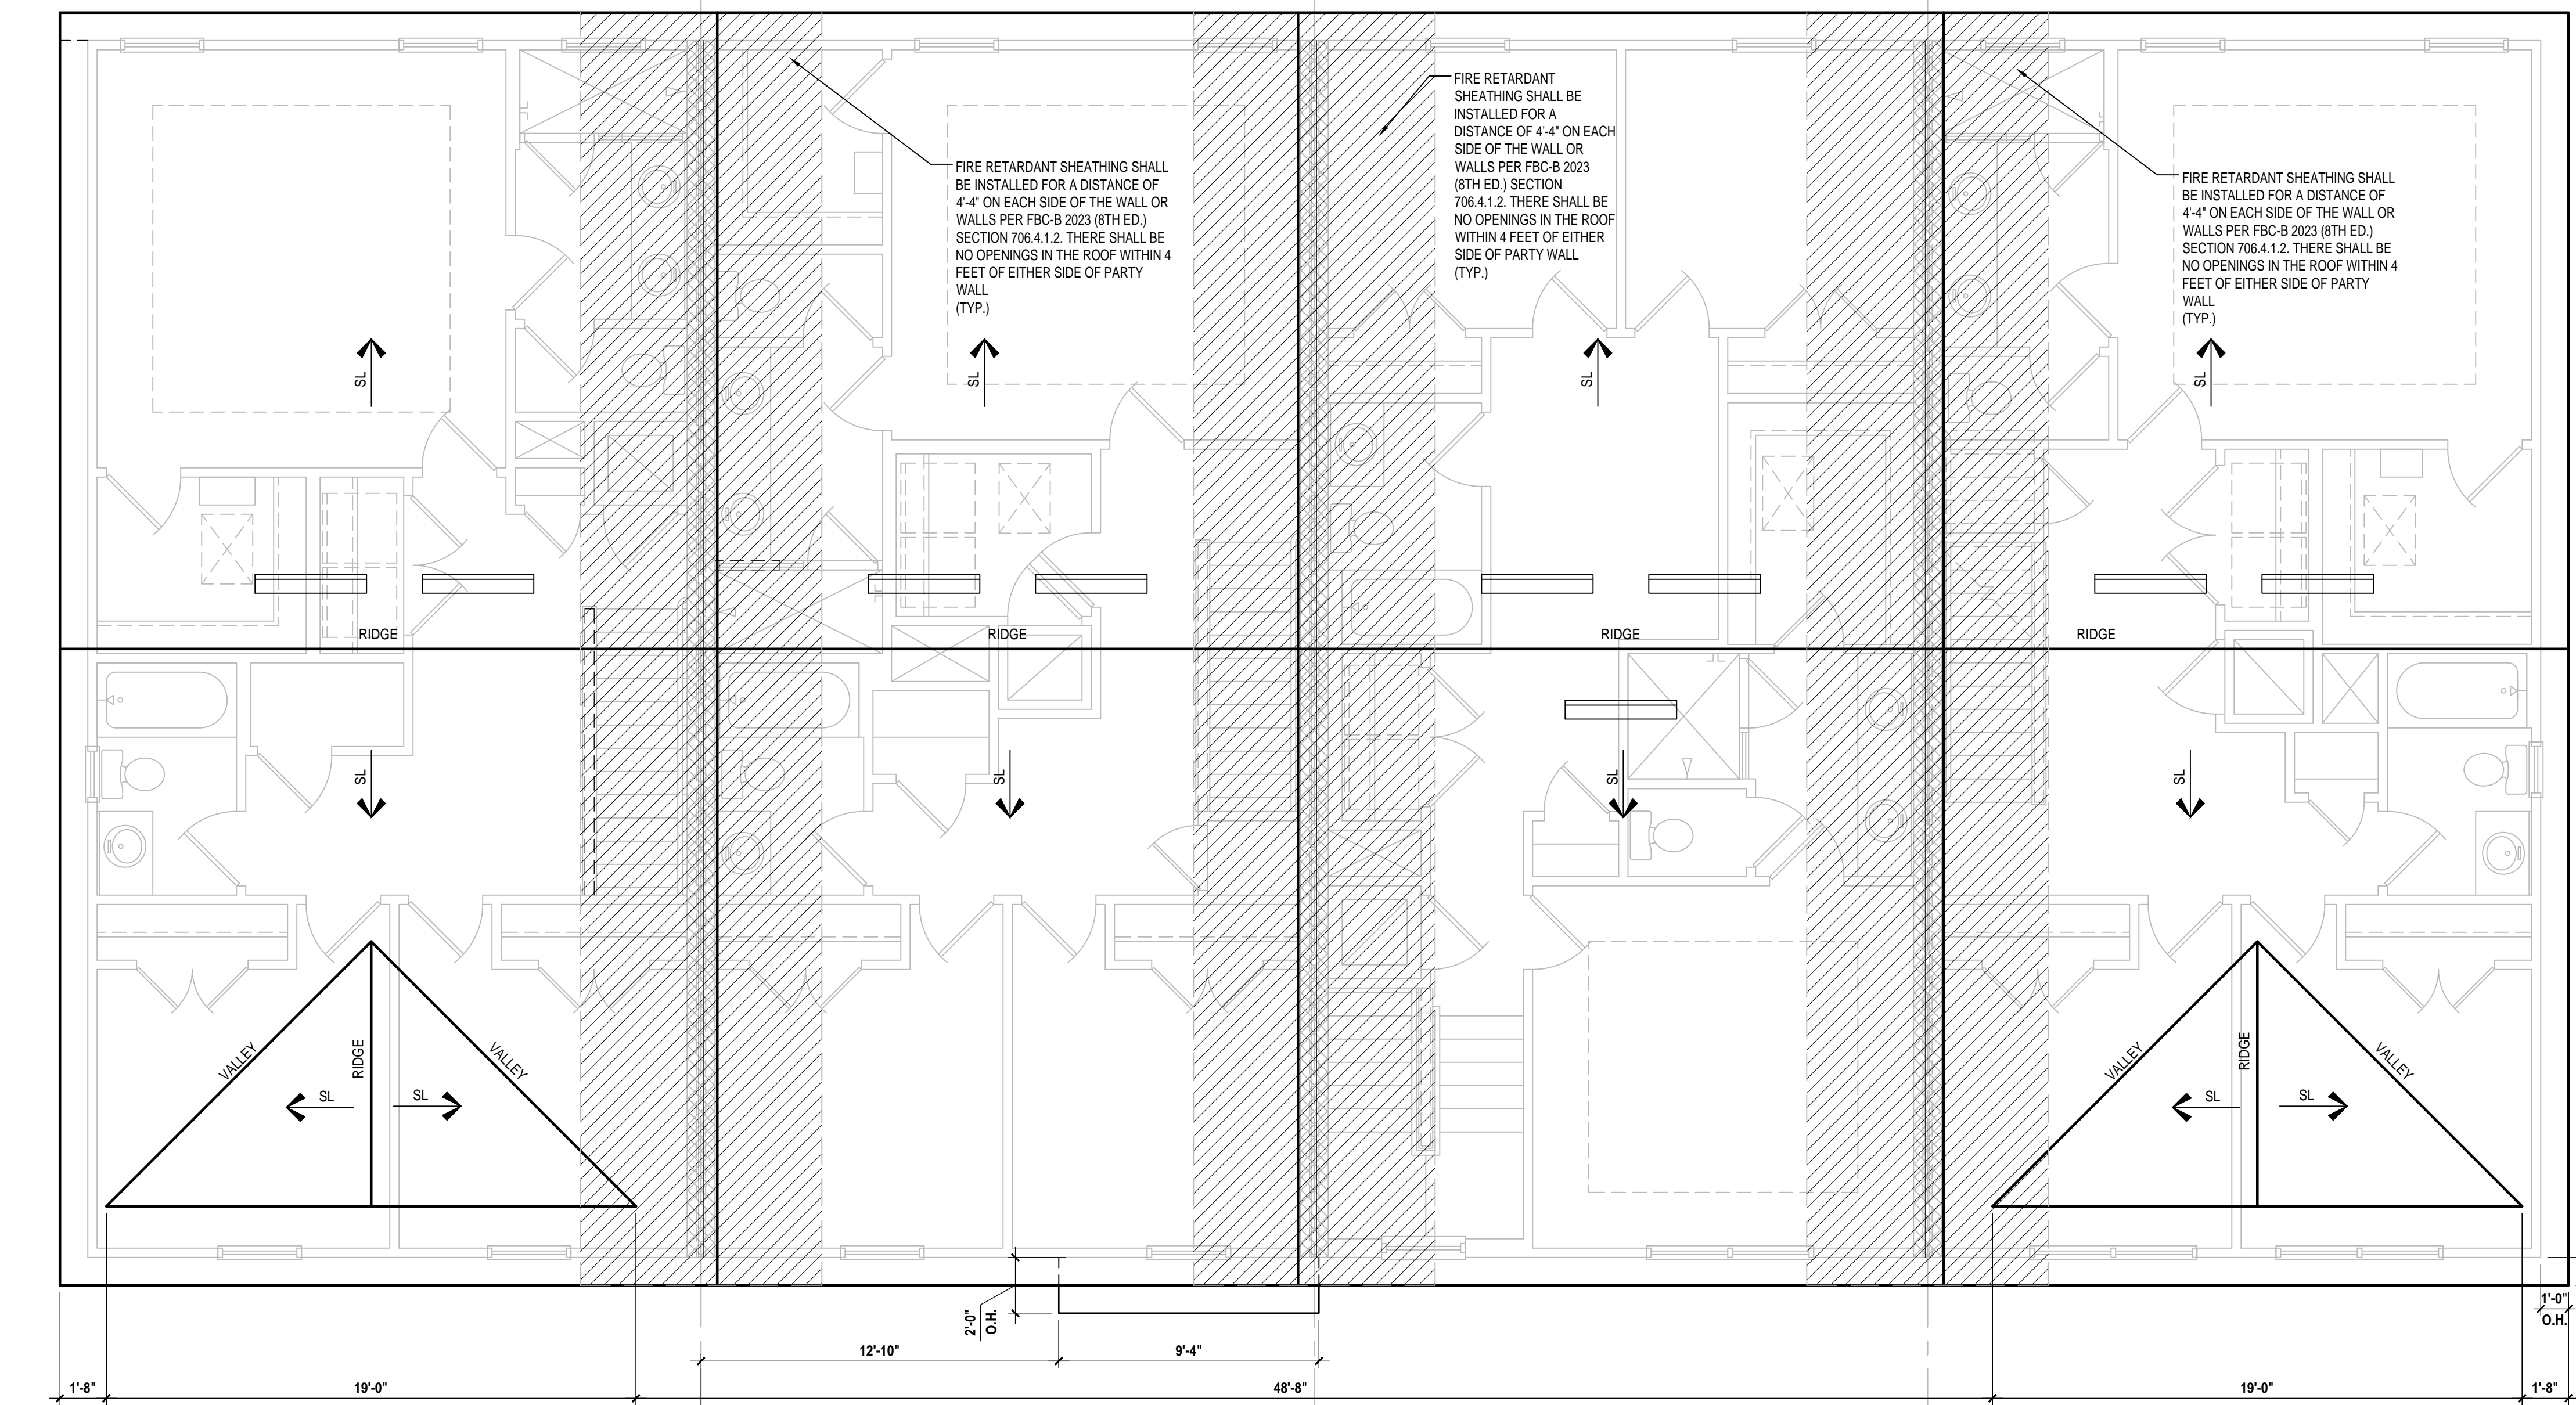 FIRE RETARDANT
SHEATHING SHALL BE
INSTALLED FOR A
DISTANCE OF 4'-4" ON EACH
SIDE OF THE WALL OR
WALLS PER FBC-B 2023
(8TH ED.) SECTION
706.4.1.2. THERE SHALL BE
NO OPENINGS IN THE ROOF
WITHIN 4 FEET OF EITHER
SIDE OF PARTY WALL
(TYP.)
FIRE RETARDANT SHEATHING SHALL
BE INSTALLED FOR A DISTANCE OF
4'-4" ON EACH SIDE OF THE WALL OR
WALLS PER FBC-B 2023 (8TH ED.)
SECTION 706.4.1.2. THERE SHALL BE
NO OPENINGS IN THE ROOF WITHIN 4
FEET OF EITHER SIDE OF PARTY
WALL
(TYP.)
FIRE RETARDANT SHEATHING SHALL
BE INSTALLED FOR A DISTANCE OF
4'-4" ON EACH SIDE OF THE WALL OR
WALLS PER FBC-B 2023 (8TH ED.)
SECTION 706.4.1.2. THERE SHALL BE
NO OPENINGS IN THE ROOF WITHIN 4
FEET OF EITHER SIDE OF PARTY
WALL
(TYP.)
SL
SL
SL
SL
RIDGE
RIDGE
RIDGE
RIDGE
SL
SL
SL
SL
VALLEY
RIDGE
VALLEY
SL
SL
VALLEY
RIDGE
VALLEY
SL
SL
2'-0"
O.H.
1'-0"
O.H.
12'-10"
9'-4"
1'-8"
19'-0"
48'-8"
19'-0"
1'-8"